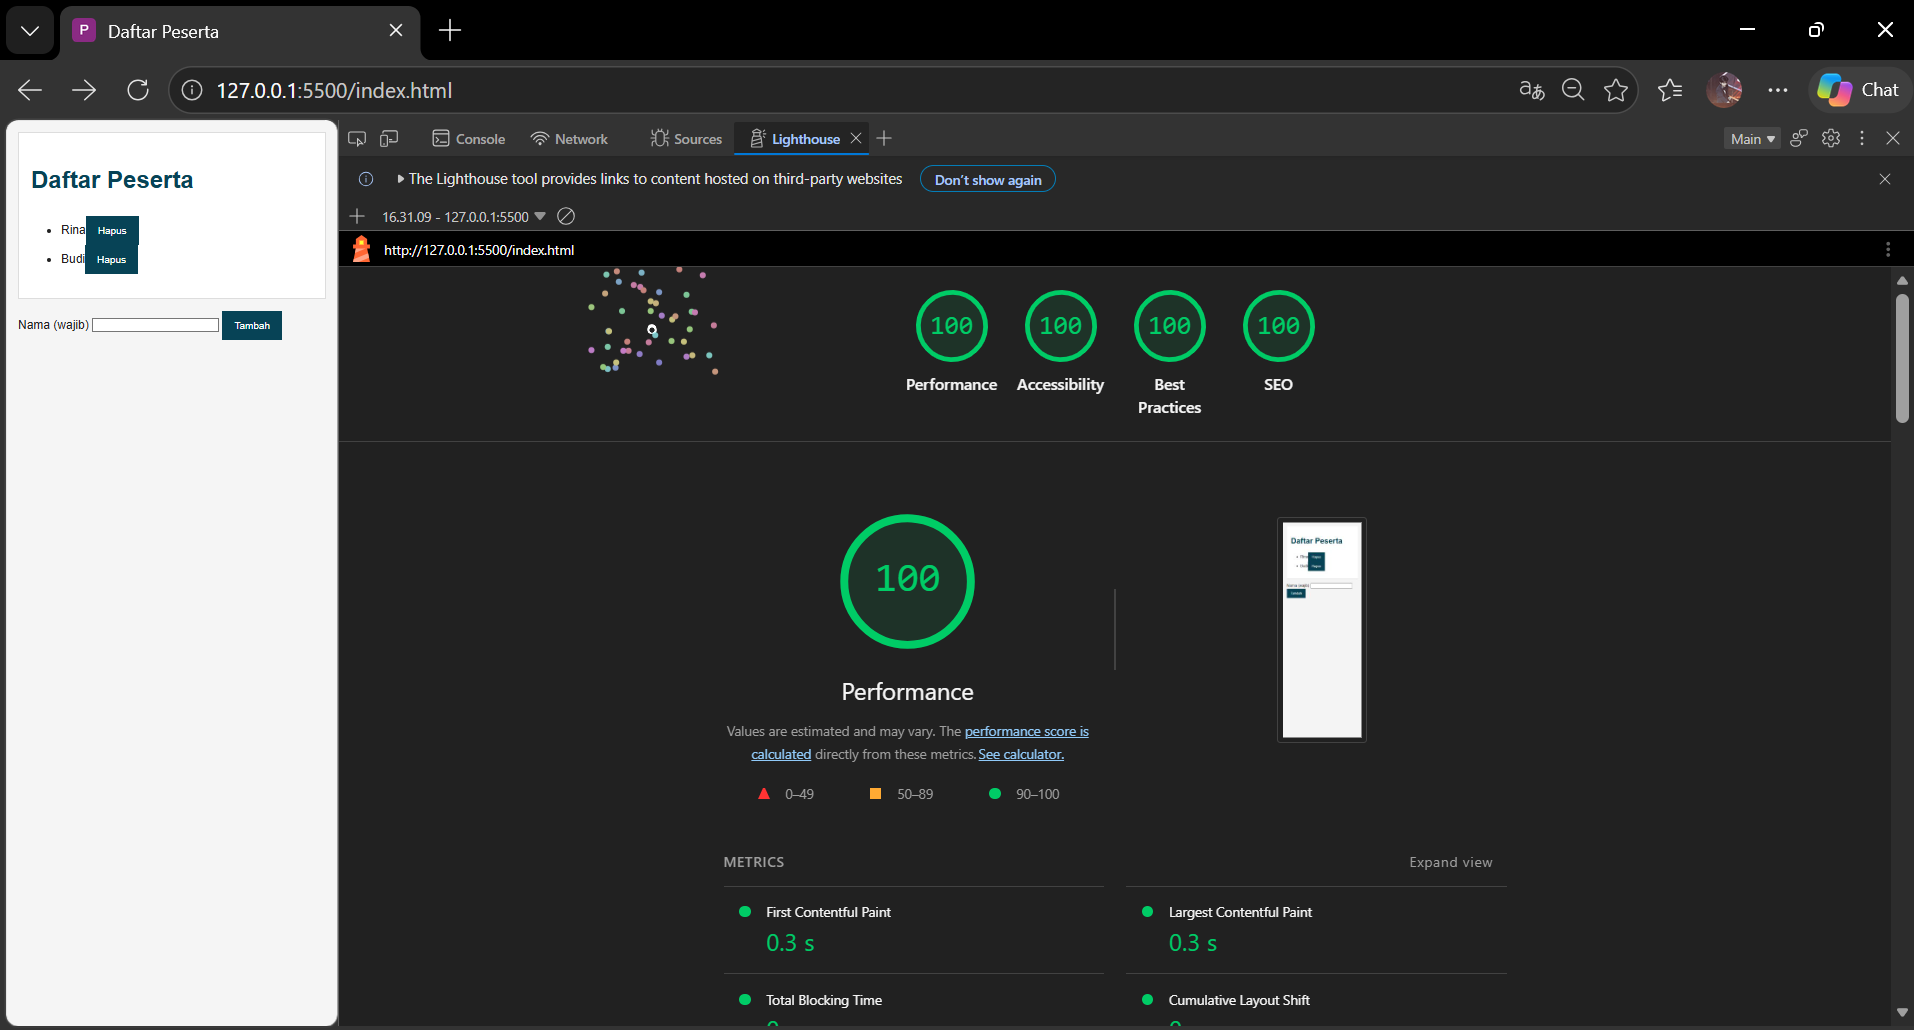 P Daftar Peserta
127.0.0.1:5500/index.html
Chat
Console Network Sources Lighthouse Main
The Lighthouse tool provides links to content hosted on third-party websites Don't show again
16.31.09 - 127.0.0.1:5500
http://127.0.0.1:5500/index.html
Daftar Peserta
Rina Hapus
Budi Hapus
Nama (wajib) Tambah
100 100 100 100
Performance Accessibility Best Practices SEO
100
Performance
Values are estimated and may vary. The performance score is
calculated directly from these metrics. See calculator.
0–49 50–89 90–100
Daftar Peserta
METRICS Expand view
First Contentful Paint Largest Contentful Paint
0.3 s 0.3 s
Total Blocking Time Cumulative Layout Shift